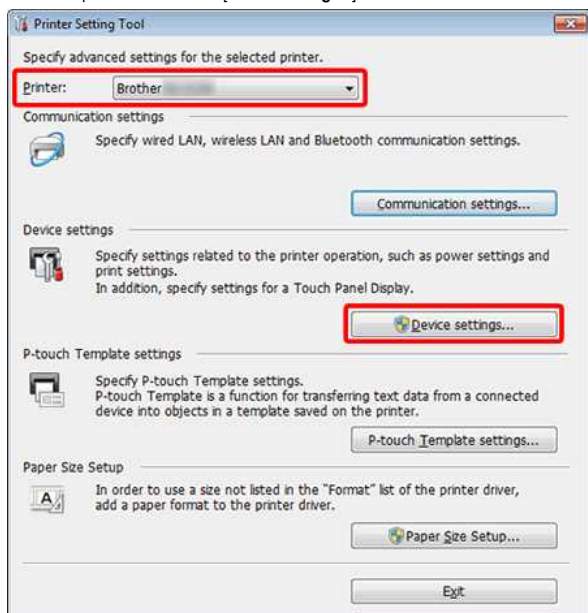 Printer Setting Tool
Specify advanced settings for the selected printer.
Printer: Brother
Communication settings
Specify wired LAN, wireless LAN and Bluetooth communication settings.
Communication settings...
Device settings
Specify settings related to the printer operation, such as power settings and
print settings.
In addition, specify settings for a Touch Panel Display.
Device settings...
P-touch Template settings
Specify P-touch Template settings.
P-touch Template is a function for transferring text data from a connected
device into objects in a template saved on the printer.
P-touch Template settings...
Paper Size Setup
In order to use a size not listed in the "Format" list of the printer driver,
add a paper format to the printer driver.
Paper Size Setup...
Exit